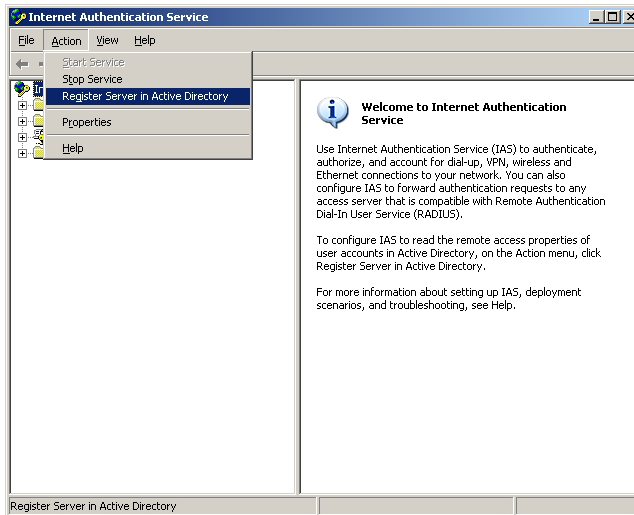 Internet Authentication Service
File Action View Help
Start Service
Stop Service
Register Server in Active Directory
Properties
Help
In
Welcome to Internet Authentication
Service
Use Internet Authentication Service (IAS) to authenticate,
authorize, and account for dial-up, VPN, wireless and
Ethernet connections to your network. You can also
configure IAS to forward authentication requests to any
access server that is compatible with Remote Authentication
Dial-In User Service (RADIUS).
To configure IAS to read the remote access properties of
user accounts in Active Directory, on the Action menu, click
Register Server in Active Directory.
For more information about setting up IAS, deployment
scenarios, and troubleshooting, see Help.
Register Server in Active Directory